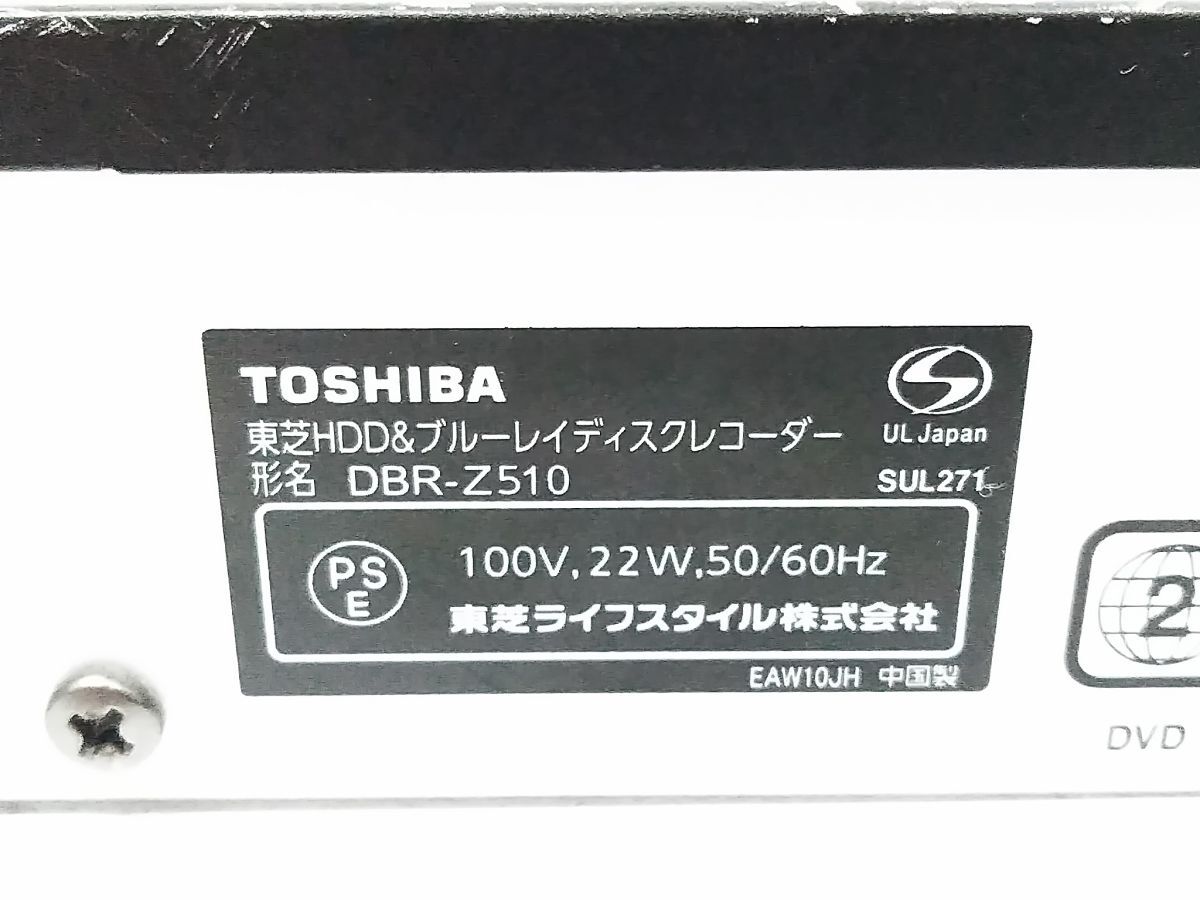 TOSHIBA
東芝HDD&ブルーレイディスクレコーダー
形名 DBR-Z510
UL Japan
SUL271
PS
E
100V,22W,50/60Hz
東芝ライフスタイル株式会社
EAW10JH 中国製
2
DVD